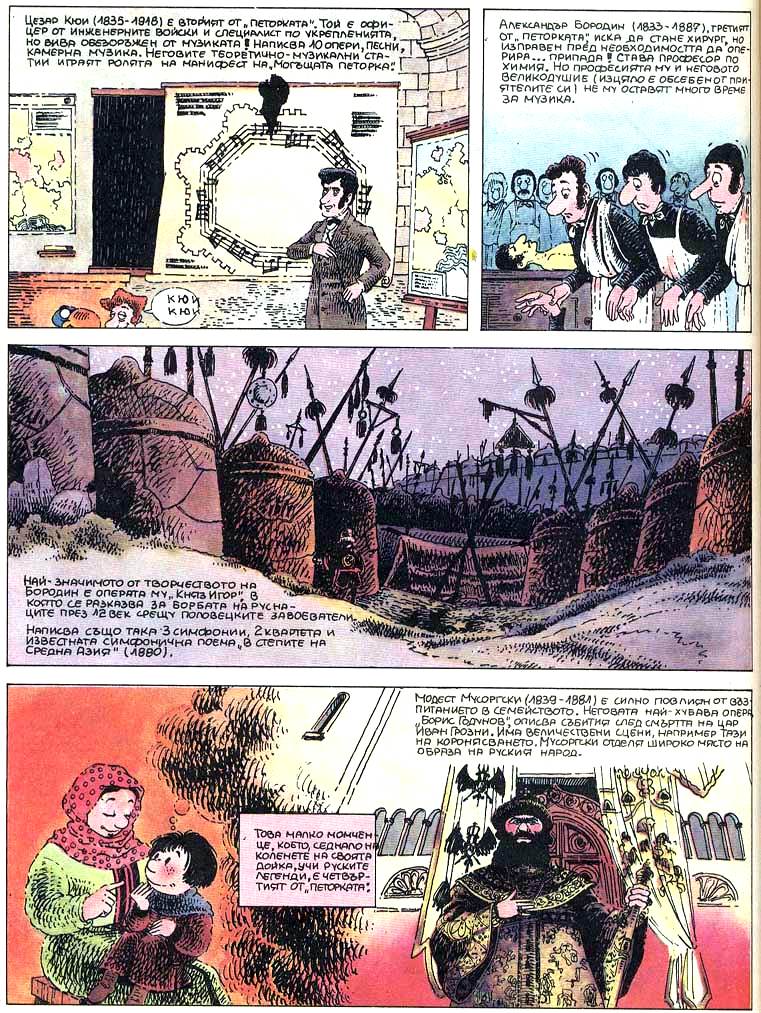 Цезар Кюи (1835-1918) е вторият от „Петорката". Той е офи-
цер от инженерните войски и специалист по укрепленията,
но бива обезоръжен от музиката! Написва 10 опери, песни,
камерна музика. Неговите теоретично-музикални ста-
тии играят ролята на манифест на „Могъщата петорка".
Кюи
Кюи
Александър Бородин (1833-1887), третият
от „Петорката", иска да стане хирург, но
изправен пред необходимостта да опе-
рира... припада! Става професор по
химия. Но професията му и неговото
великодушие (изцяло е обсебен от при-
ятелите си) не му оставят много време
за музика.
Най-значимото от творчеството на
Бородин е операта му „Княз Игор", в
която се разказва за борбата на русна-
ците през 12 век срещу половецките завоеватели.
Написва също така 3 симфонии, 2 квартета и
известната симфонична поема „В степите на
Средна Азия" (1880).
Модест Мусоргски (1839-1881) е силно повлиян от въз-
питанието в семейството. Неговата най-хубава опера
„Борис Годунов", описва събития след смъртта на цар
Иван Грозни. Има величествени сцени, например тази
на коронясването. Мусоргски отделя широко място на
образа на руския народ.
Това малко момчен-
це, което, седнало на
коленете на своята
дойка, учи руските
легенди, е четвър-
тият от „Петорката".